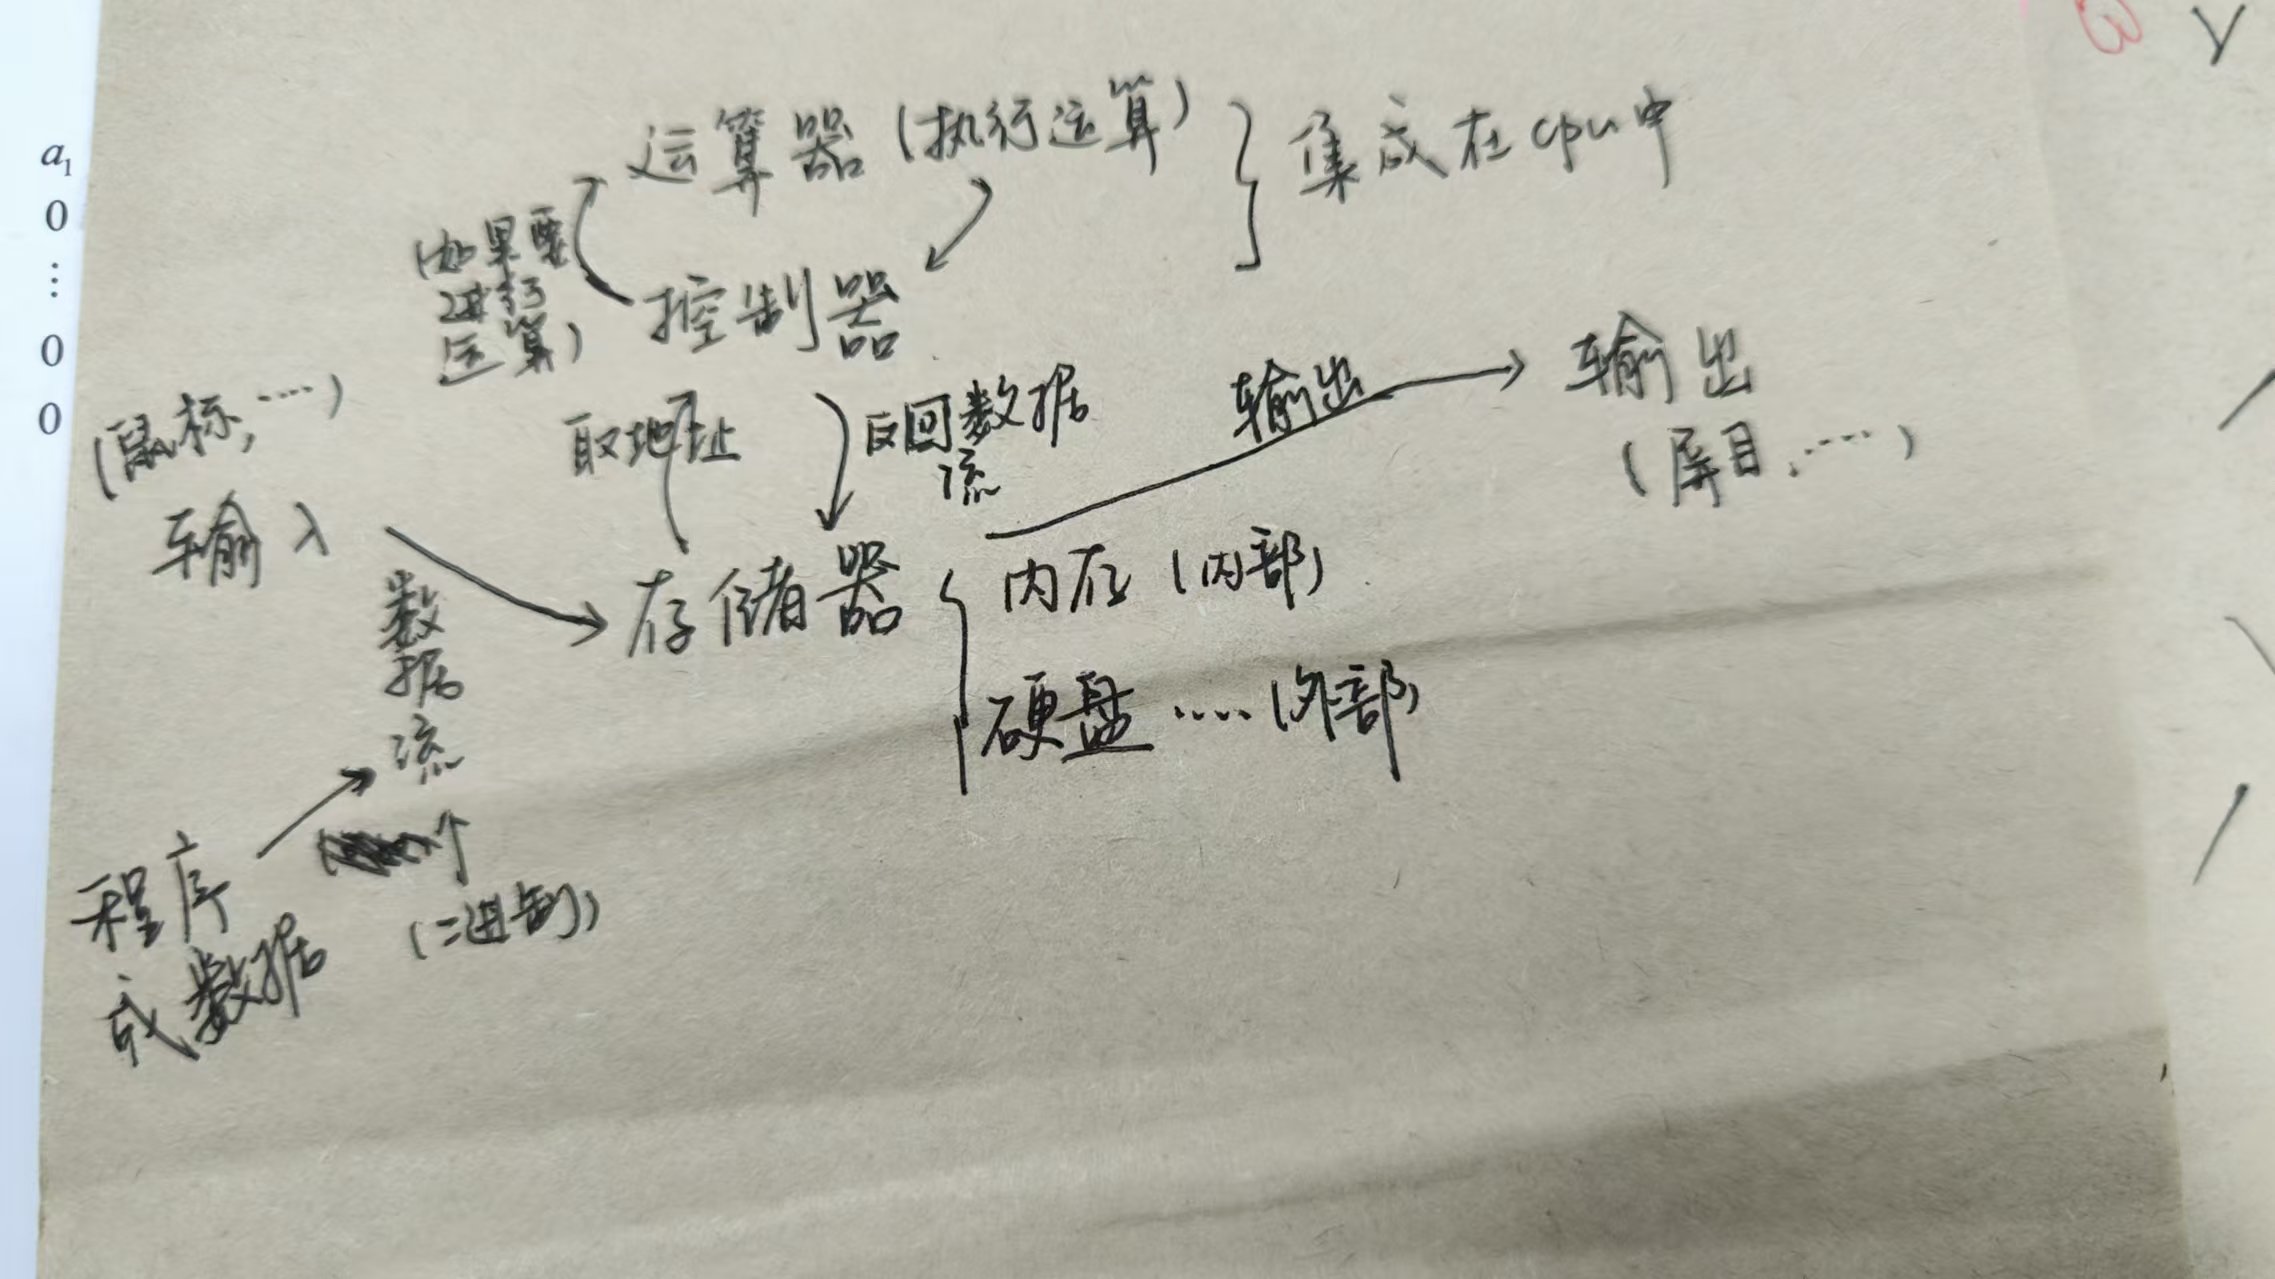 a₁
0
⋮
0
0
运算器(执行运算)
集成在cpu中
(如果要
进行
运算)
控制器
(鼠标,……)
取地址
返回数据
流
输出
输出
(屏目,……)
输入
存储器
内存(内部)
硬盘……(外部)
数
据
流
程序
或数据
(二进制)